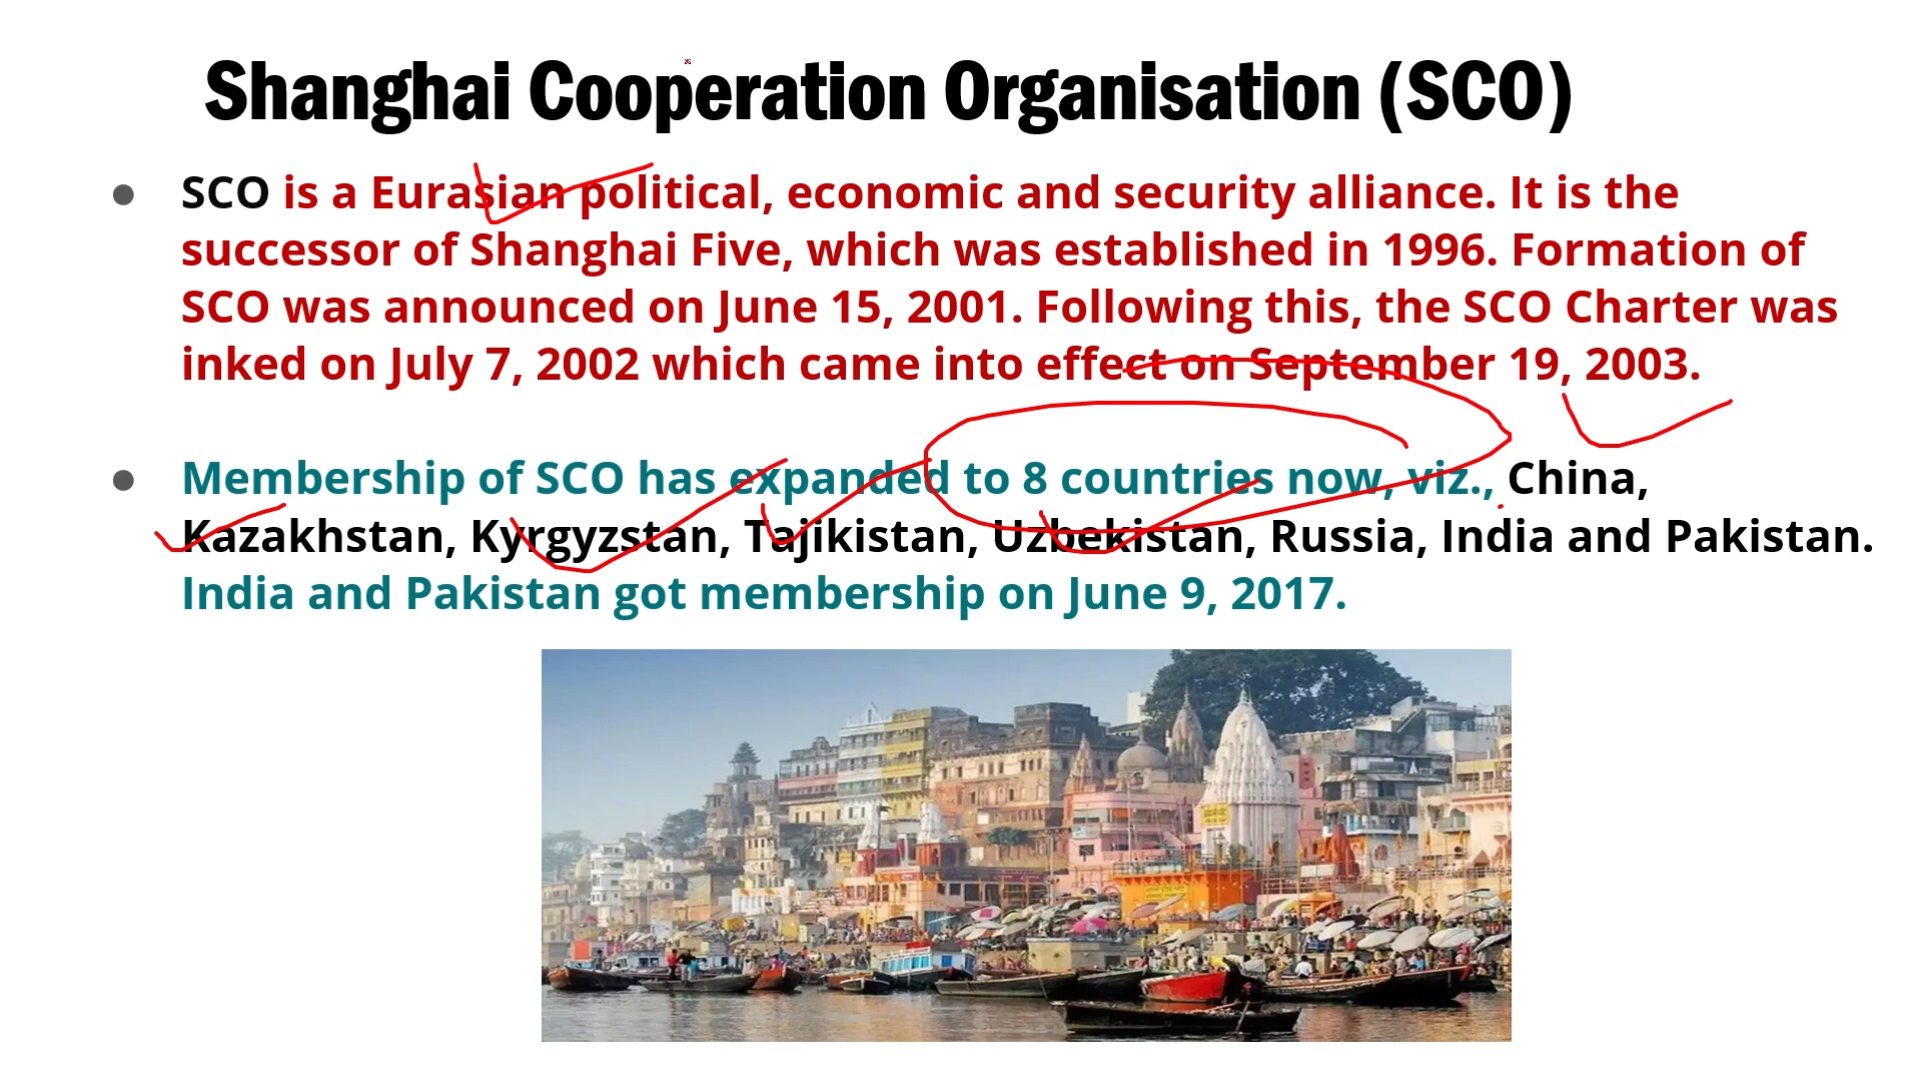 Shanghai Cooperation Organisation (SCO)
● SCO is a Eurasian political, economic and security alliance. It is the
successor of Shanghai Five, which was established in 1996. Formation of
SCO was announced on June 15, 2001. Following this, the SCO Charter was
inked on July 7, 2002 which came into effect on September 19, 2003.
● Membership of SCO has expanded to 8 countries now, viz., China,
Kazakhstan, Kyrgyzstan, Tajikistan, Uzbekistan, Russia, India and Pakistan.
India and Pakistan got membership on June 9, 2017.